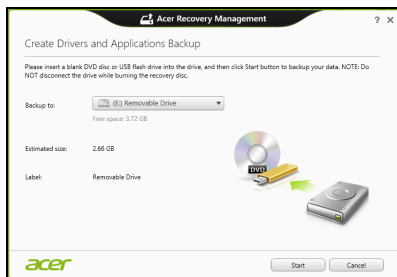 Acer Recovery Management
? ×
Create Drivers and Applications Backup
Please insert a blank DVD disc or USB flash drive into the drive, and then click Start button to backup your data. NOTE: Do
NOT disconnect the drive while burning the recovery disc.
Backup to: (E:) Removable Drive
Free space: 3.72 GB
Estimated size: 2.66 GB
Label: Removable Drive
DVD
acer Start Cancel